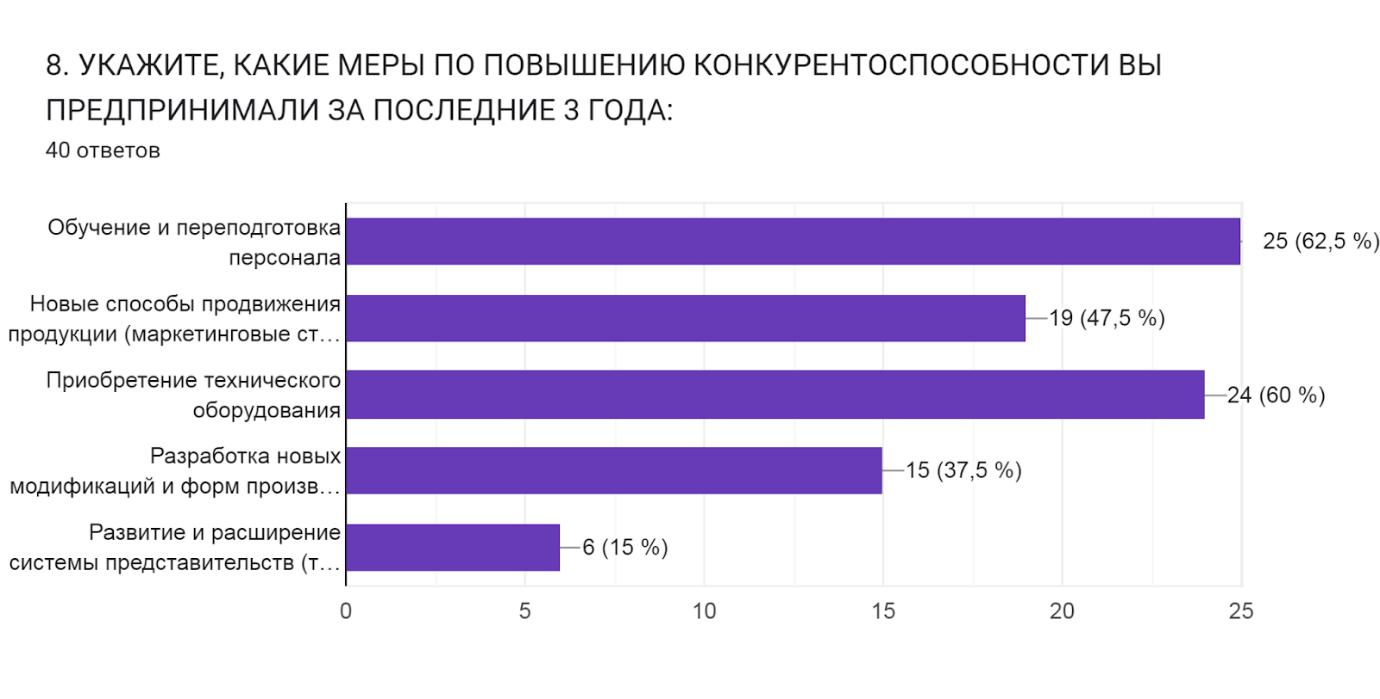 8. УКАЖИТЕ, КАКИЕ МЕРЫ ПО ПОВЫШЕНИЮ КОНКУРЕНТОСПОСОБНОСТИ ВЫ
ПРЕДПРИНИМАЛИ ЗА ПОСЛЕДНИЕ 3 ГОДА:
40 ответов
Обучение и переподготовка
персонала
25 (62,5 %)
Новые способы продвижения
продукции (маркетинговые ст…
19 (47,5 %)
Приобретение технического
оборудования
24 (60 %)
Разработка новых
модификаций и форм произв…
15 (37,5 %)
Развитие и расширение
системы представительств (т…
6 (15 %)
0 5 10 15 20 25